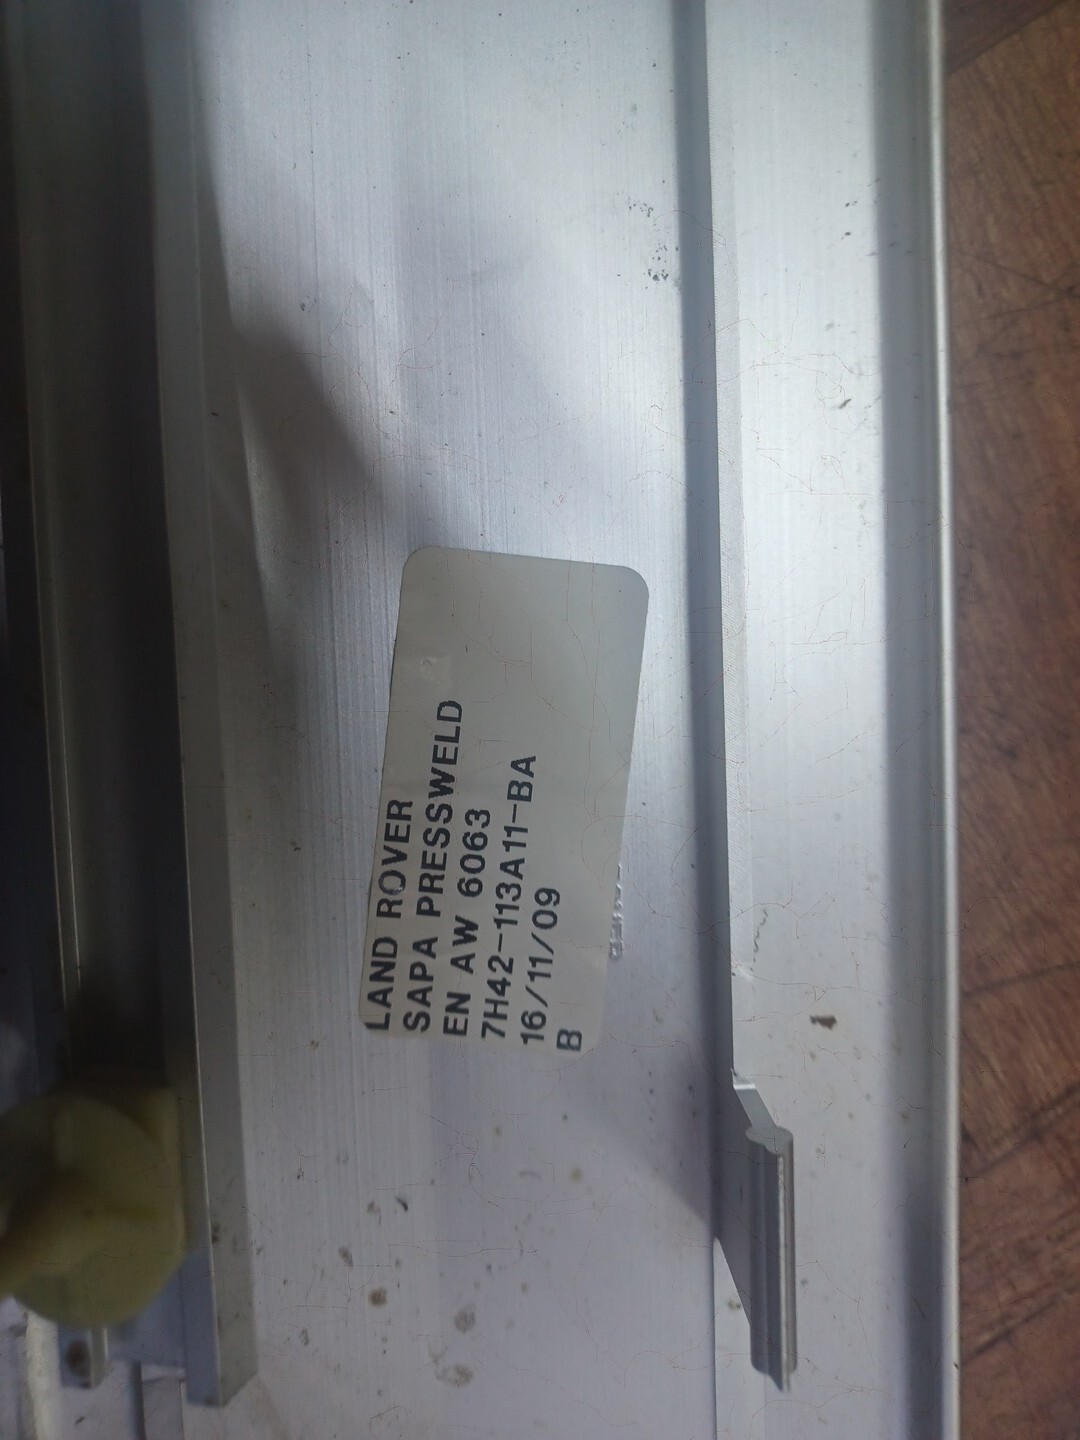 LAND ROVER
SAPA PRESSWELD
EN AW 6063
7H42-113A11-BA
16/11/09
B